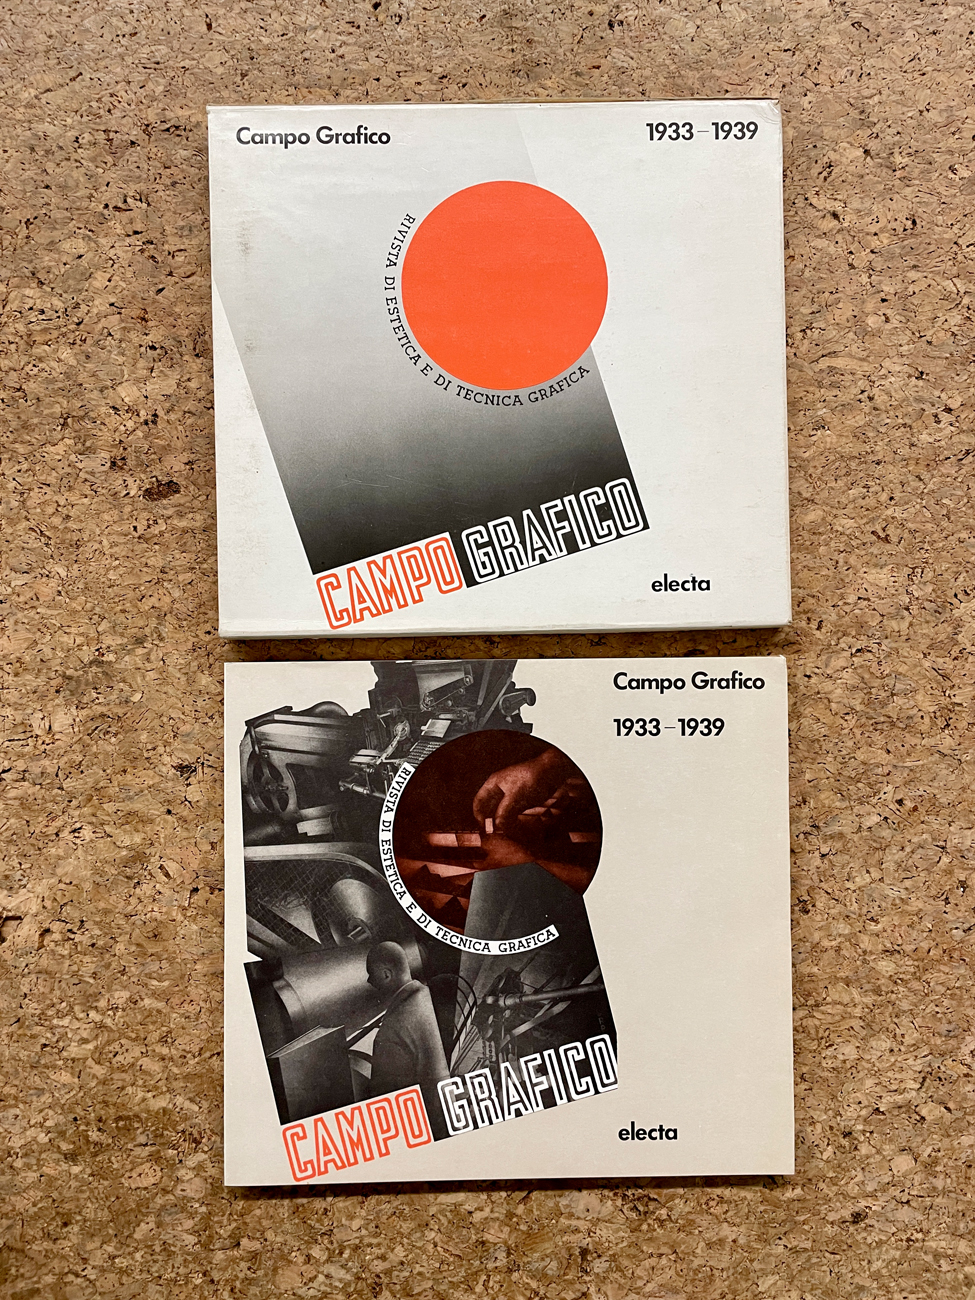 Campo Grafico
1933–1939
RIVISTA DI ESTETICA E DI TECNICA GRAFICA
CAMPO GRAFICO
electa
Campo Grafico
1933–1939
RIVISTA DI ESTETICA E DI TECNICA GRAFICA
CAMPO GRAFICO
electa